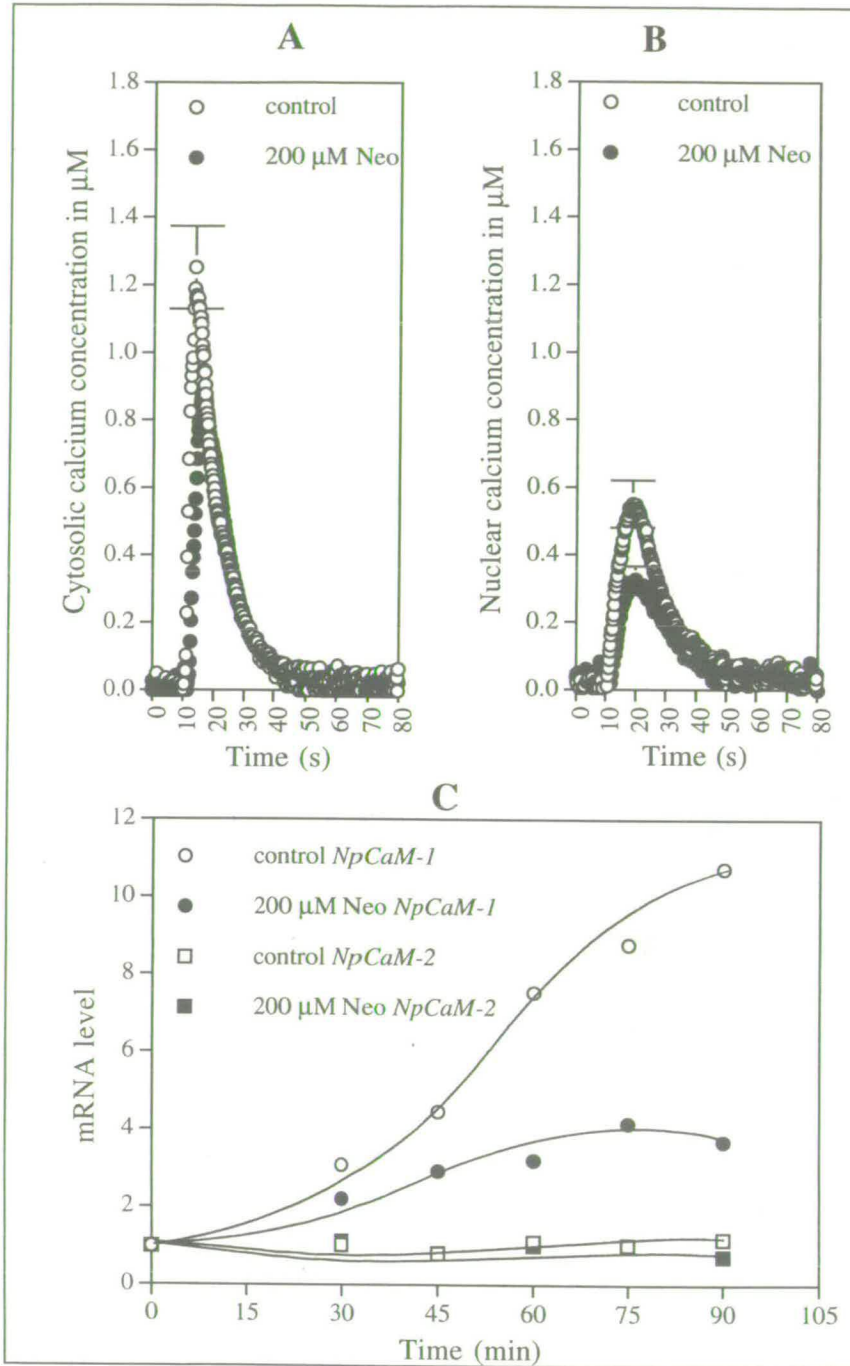 A
1.8
1.6
1.4
1.2
1.0
0.8
0.6
0.4
0.2
0.0
Cytosolic calcium concentration in μM
control
200 μM Neo
0 10 20 30 40 50 60 70 80
Time (s)
B
1.8
1.6
1.4
1.2
1.0
0.8
0.6
0.4
0.2
0.0
Nuclear calcium concentration in μM
control
200 μM Neo
0 10 20 30 40 50 60 70 80
Time (s)
C
12
10
8
6
4
2
0
mRNA level
control NpCaM-1
200 μM Neo NpCaM-1
control NpCaM-2
200 μM Neo NpCaM-2
0 15 30 45 60 75 90 105
Time (min)